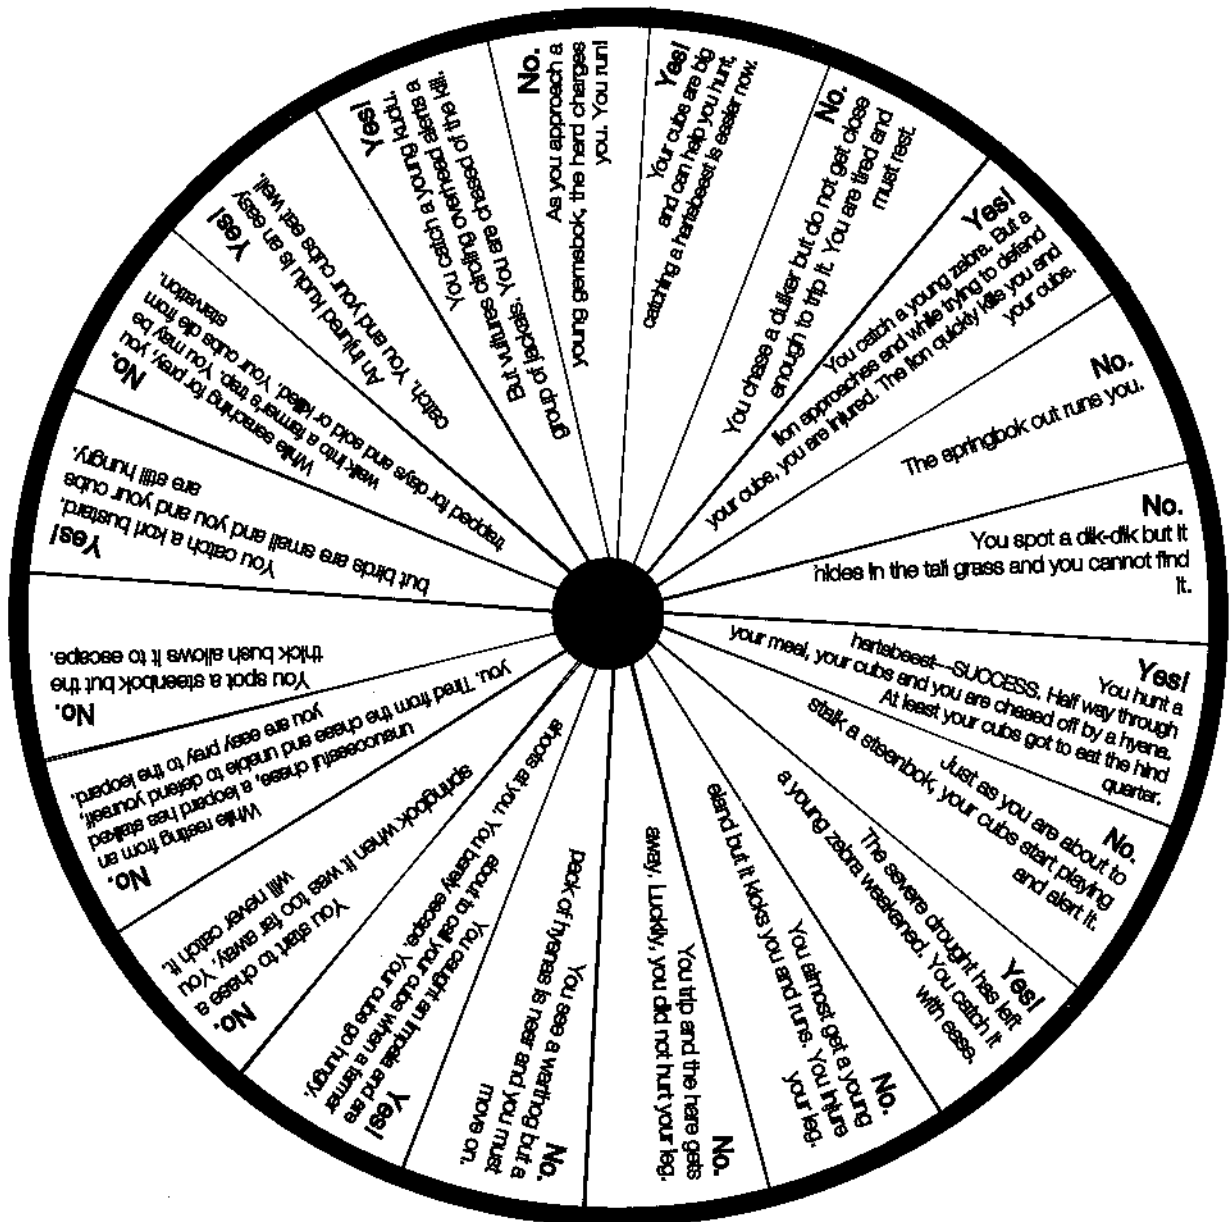 No.
As you approach a
young gemsbok, the herd charges
you. You run!
Yes!
Your cubs are big
and can help you hunt,
catching a hartebeest is easier now.
No.
You chase a duiker but do not get close
enough to trip it. You are tired and
must rest.
Yes!
You catch a young zebra. But a
lion approaches and while trying to defend
your cubs, you are injured. The lion quickly kills you and
your cubs.
No.
The springbok out runs you.
No.
You spot a dik-dik but it
hides in the tall grass and you cannot find
it.
Yes!
You hunt a
hartebeest---SUCCESS. Half way through
your meal, your cubs and you are chased off by a hyena.
At least your cubs got to eat the hind
quarter.
No.
Just as you are about to
stalk a steenbok, your cubs start playing
and alert it.
Yes!
The severe drought has left
a young zebra weakened. You catch it
with ease.
No.
You almost get a young
eland but it kicks you and runs. You injure
your leg.
No.
You trip and the hare gets
away. Luckily, you did not hurt your leg.
No.
You see a warthog but a
pack of hyenas is near and you must
move on.
Yes!
You caught an impala and are
about to call your cubs when a farmer
shoots at you. You barely escape. Your cubs go hungry.
No.
You start to chase a
springbok when it was too far away. You
will never catch it.
No.
While resting from an
unsuccessful chase, a leopard has stalked
you. Tired from the chase and unable to defend yourself,
you are easy prey to the leopard.
No.
You spot a steenbok but the
thick bush allows it to escape.
Yes!
You catch a kori bustard,
but birds are small and you and your cubs
are still hungry.
No.
While seraching for prey, you
walk into a farmer's trap. You may be
trapped for days and sold or killed. Your cubs die from
starvation.
Yes!
An injured kudu is an easy
catch. You and your cubs eat well.
Yes!
You catch a young kudu.
But vultures circling overhead alerts a
group of jackals. You are chased of the kill.